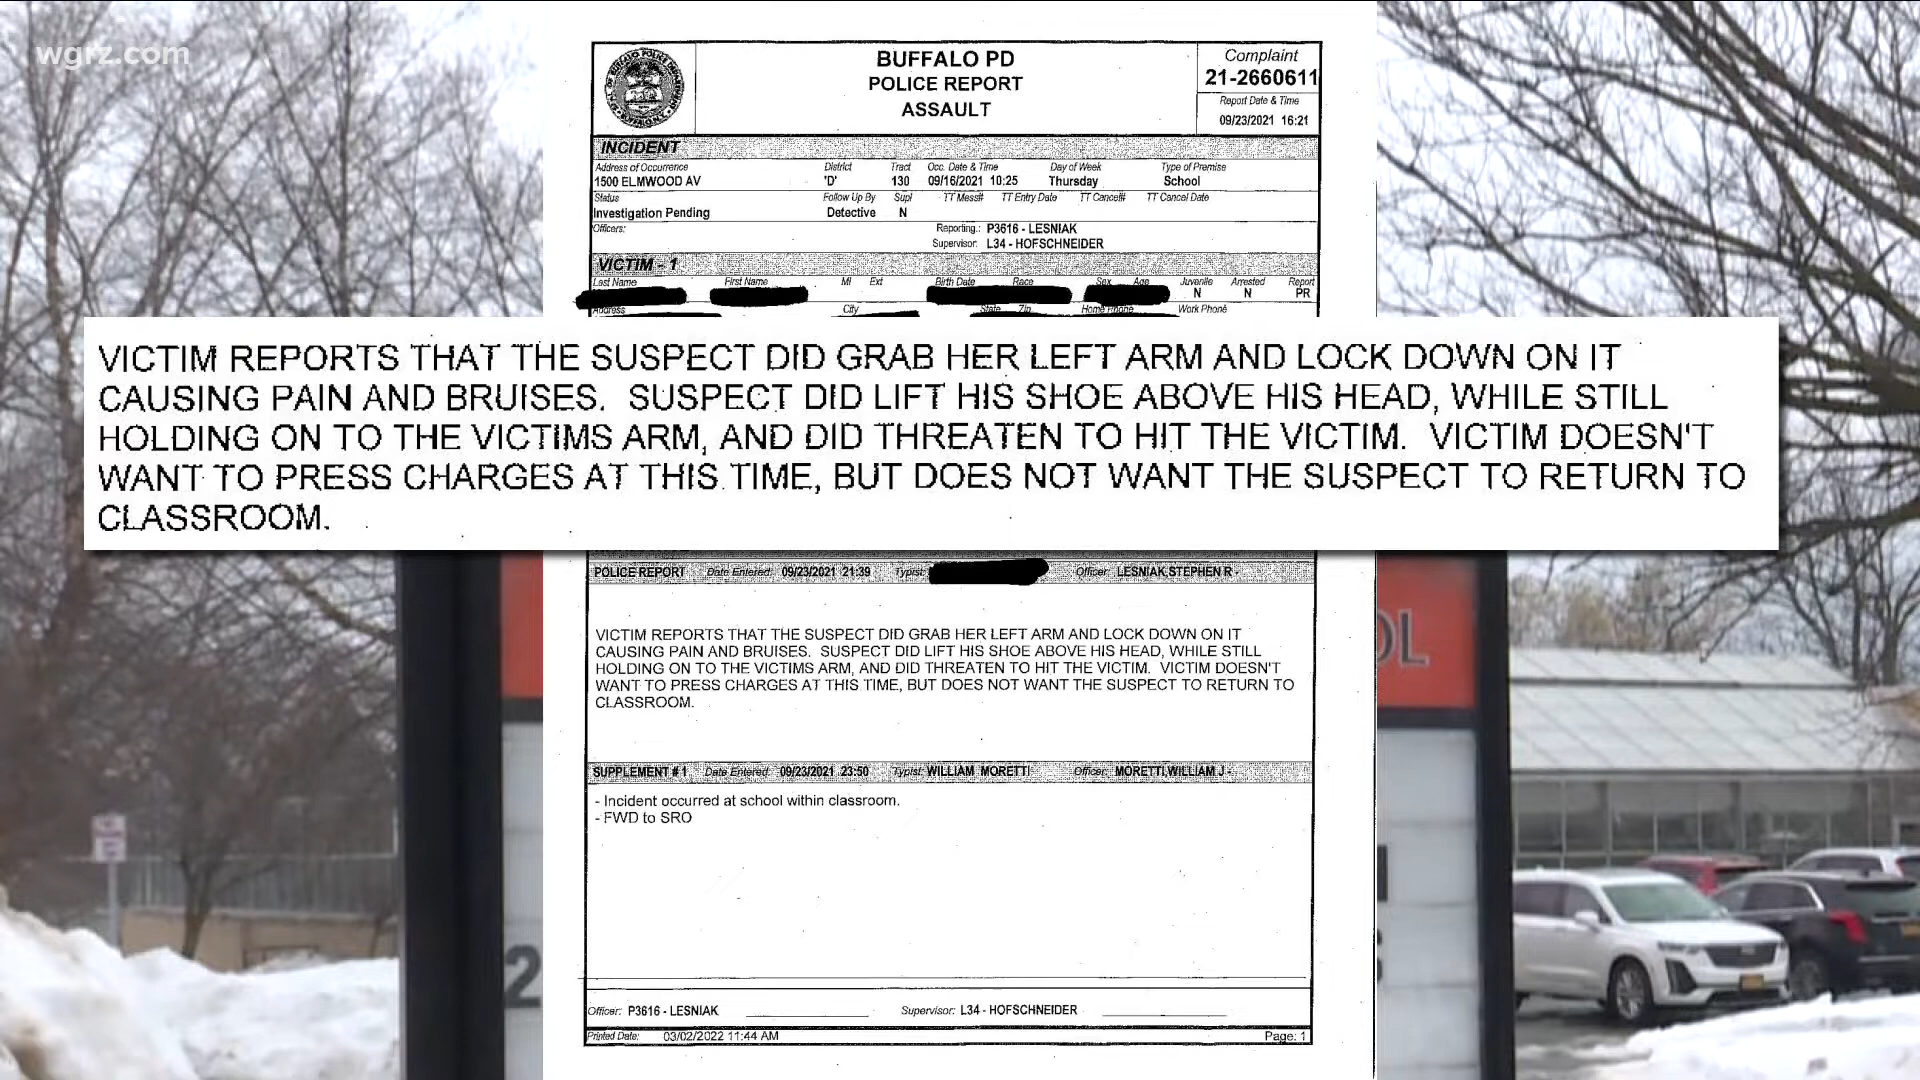 wgrz.com
BUFFALO PD
POLICE REPORT
ASSAULT
Complaint
21-2660611
Report Date & Time
09/23/2021 16:21
INCIDENT
Address of Occurrence District Tract Occ. Date & Time Day of Week Type of Premise
1500 ELMWOOD AV 'D' 130 09/16/2021 10:25 Thursday School
Status Follow Up By Supl TT Mess# TT Entry Date TT Cancel# TT Cancel Date
Investigation Pending Detective N
Officers: Reporting: P3616 - LESNIAK
Supervisor: L34 - HOFSCHNEIDER
VICTIM - 1
Last Name First Name MI Ext Birth Date Race Sex Age Juvenile Arrested Report
N N PR
Address City State Zip Home Phone Work Phone
VICTIM REPORTS THAT THE SUSPECT DID GRAB HER LEFT ARM AND LOCK DOWN ON IT
CAUSING PAIN AND BRUISES. SUSPECT DID LIFT HIS SHOE ABOVE HIS HEAD, WHILE STILL
HOLDING ON TO THE VICTIMS ARM, AND DID THREATEN TO HIT THE VICTIM. VICTIM DOESN'T
WANT TO PRESS CHARGES AT THIS TIME, BUT DOES NOT WANT THE SUSPECT TO RETURN TO
CLASSROOM.
POLICE REPORT Date Entered: 09/23/2021 21:39 Typist: Officer: LESNIAK,STEPHEN R -
VICTIM REPORTS THAT THE SUSPECT DID GRAB HER LEFT ARM AND LOCK DOWN ON IT
CAUSING PAIN AND BRUISES. SUSPECT DID LIFT HIS SHOE ABOVE HIS HEAD, WHILE STILL
HOLDING ON TO THE VICTIMS ARM, AND DID THREATEN TO HIT THE VICTIM. VICTIM DOESN'T
WANT TO PRESS CHARGES AT THIS TIME, BUT DOES NOT WANT THE SUSPECT TO RETURN TO
CLASSROOM.
OL
SUPPLEMENT # 1 Date Entered: 09/23/2021 23:50 Typist: WILLIAM MORETTI Officer: MORETTI,WILLIAM J -
- Incident occurred at school within classroom.
- FWD to SRO
2
Officer: P3616 - LESNIAK Supervisor: L34 - HOFSCHNEIDER
Printed Date: 03/02/2022 11:44 AM Page: 1